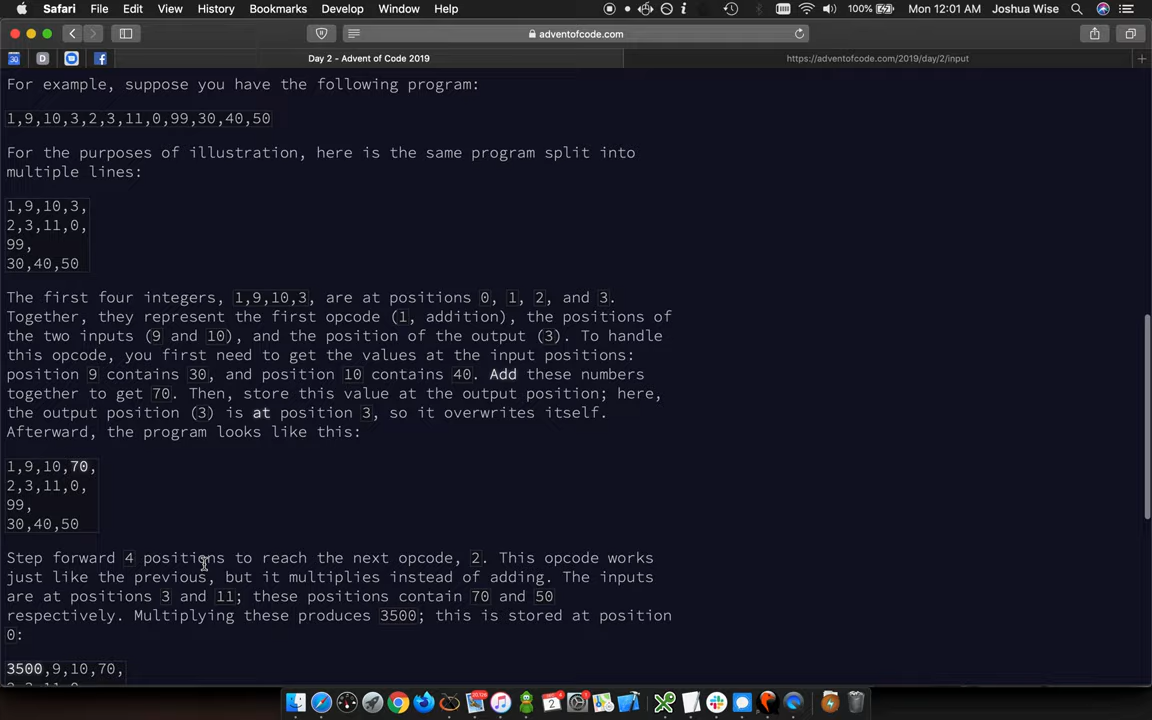 Safari File Edit View History Bookmarks Develop Window Help 100% Mon 12:01 AM Joshua Wise
adventofcode.com
Day 2 - Advent of Code 2019 https://adventofcode.com/2019/day/2/input
For example, suppose you have the following program:
1,9,10,3,2,3,11,0,99,30,40,50
For the purposes of illustration, here is the same program split into
multiple lines:
1,9,10,3,
2,3,11,0,
99,
30,40,50
The first four integers, 1,9,10,3, are at positions 0, 1, 2, and 3.
Together, they represent the first opcode (1, addition), the positions of
the two inputs (9 and 10), and the position of the output (3). To handle
this opcode, you first need to get the values at the input positions:
position 9 contains 30, and position 10 contains 40. Add these numbers
together to get 70. Then, store this value at the output position; here,
the output position (3) is at position 3, so it overwrites itself.
Afterward, the program looks like this:
1,9,10,70,
2,3,11,0,
99,
30,40,50
Step forward 4 positions to reach the next opcode, 2. This opcode works
just like the previous, but it multiplies instead of adding. The inputs
are at positions 3 and 11; these positions contain 70 and 50
respectively. Multiplying these produces 3500; this is stored at position
0:
3500,9,10,70,
2,3,11,0,